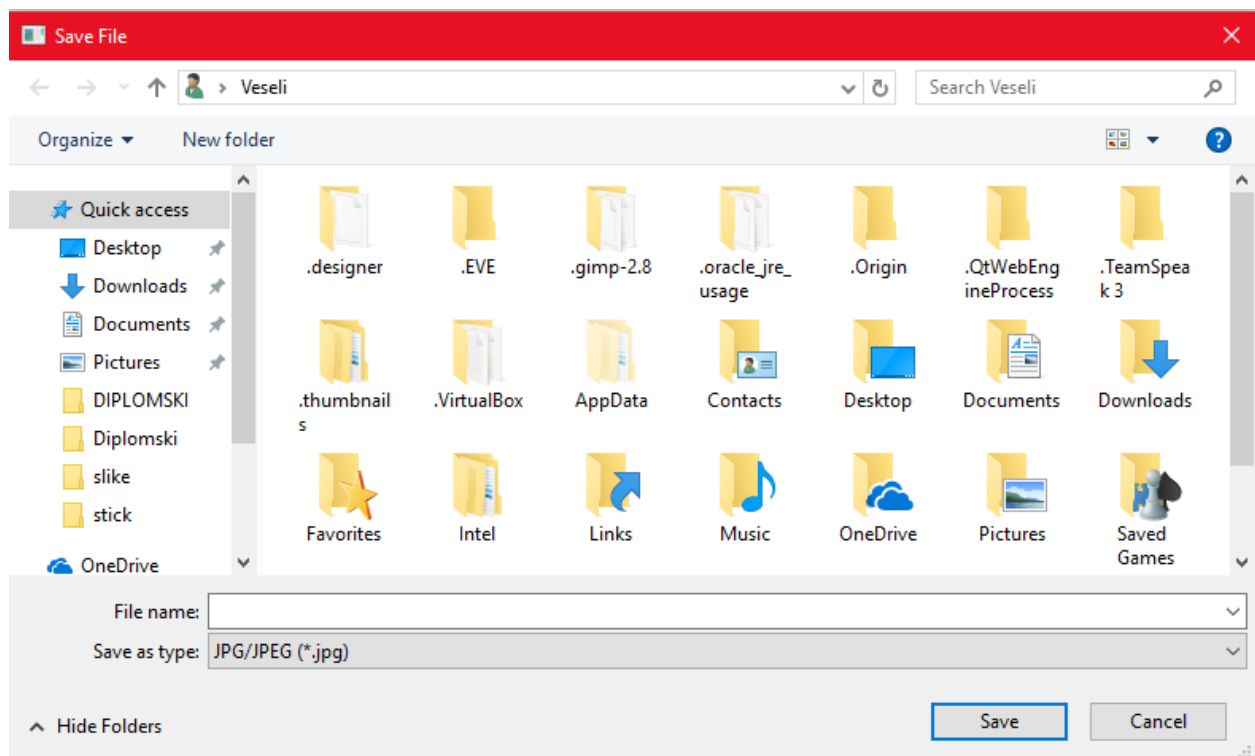 Save File
Veseli
Search Veseli
Organize
New folder
?
Quick access
Desktop
Downloads
Documents
Pictures
DIPLOMSKI
Diplomski
slike
stick
OneDrive
.designer
.EVE
.gimp-2.8
.oracle_jre_
usage
.Origin
.QtWebEng
ineProcess
.TeamSpea
k 3
.thumbnail
s
.VirtualBox
AppData
Contacts
Desktop
Documents
Downloads
Favorites
Intel
Links
Music
OneDrive
Pictures
Saved
Games
File name:
Save as type: JPG/JPEG (*.jpg)
Hide Folders
Save
Cancel